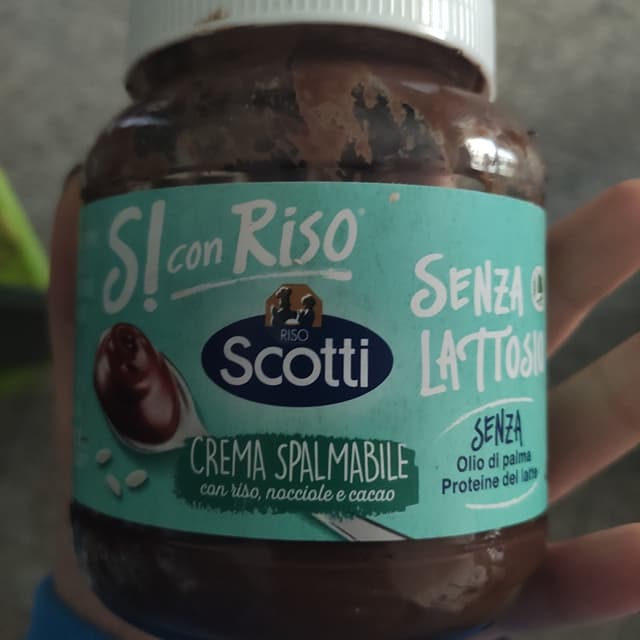 S! con Riso
RISO
Scotti
CREMA SPALMABILE
con riso, nocciole e cacao
SENZA
LATTOSIO
SENZA
Olio di palma
Proteine del latte